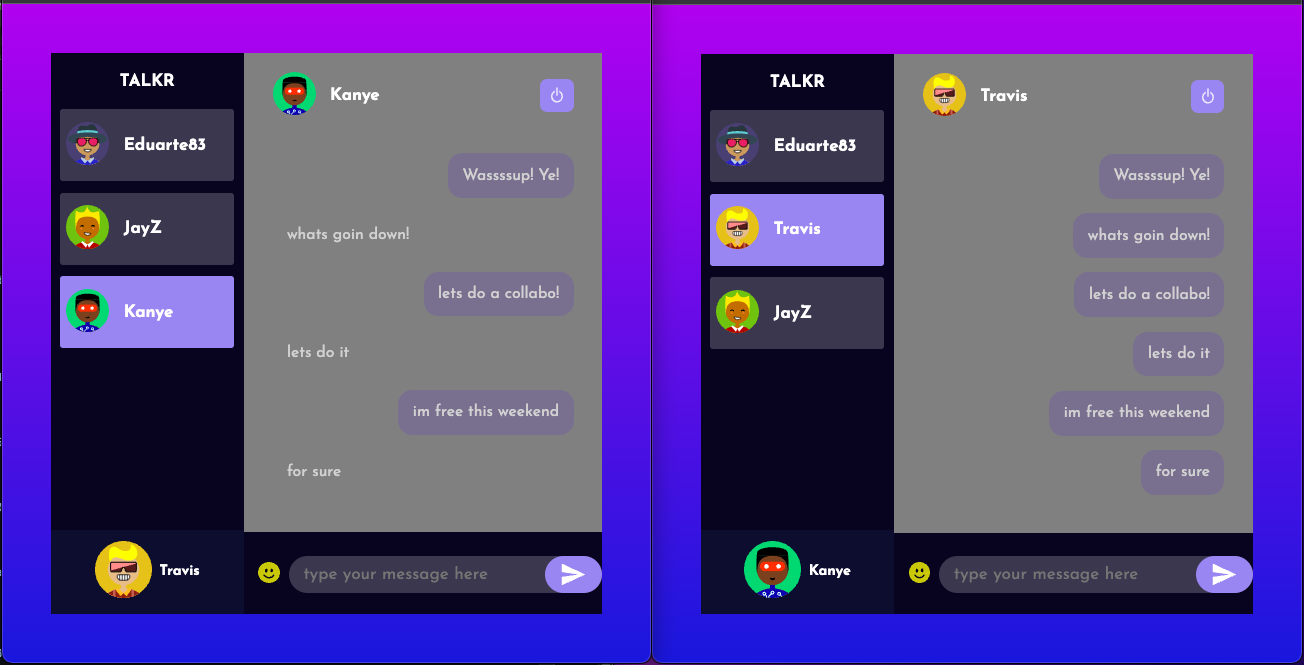 TALKR
Eduarte83
JayZ
Kanye
Travis
Kanye
Wassssup! Ye!
whats goin down!
lets do a collabo!
lets do it
im free this weekend
for sure
type your message here
TALKR
Eduarte83
Travis
JayZ
Kanye
Travis
Wassssup! Ye!
whats goin down!
lets do a collabo!
lets do it
im free this weekend
for sure
type your message here